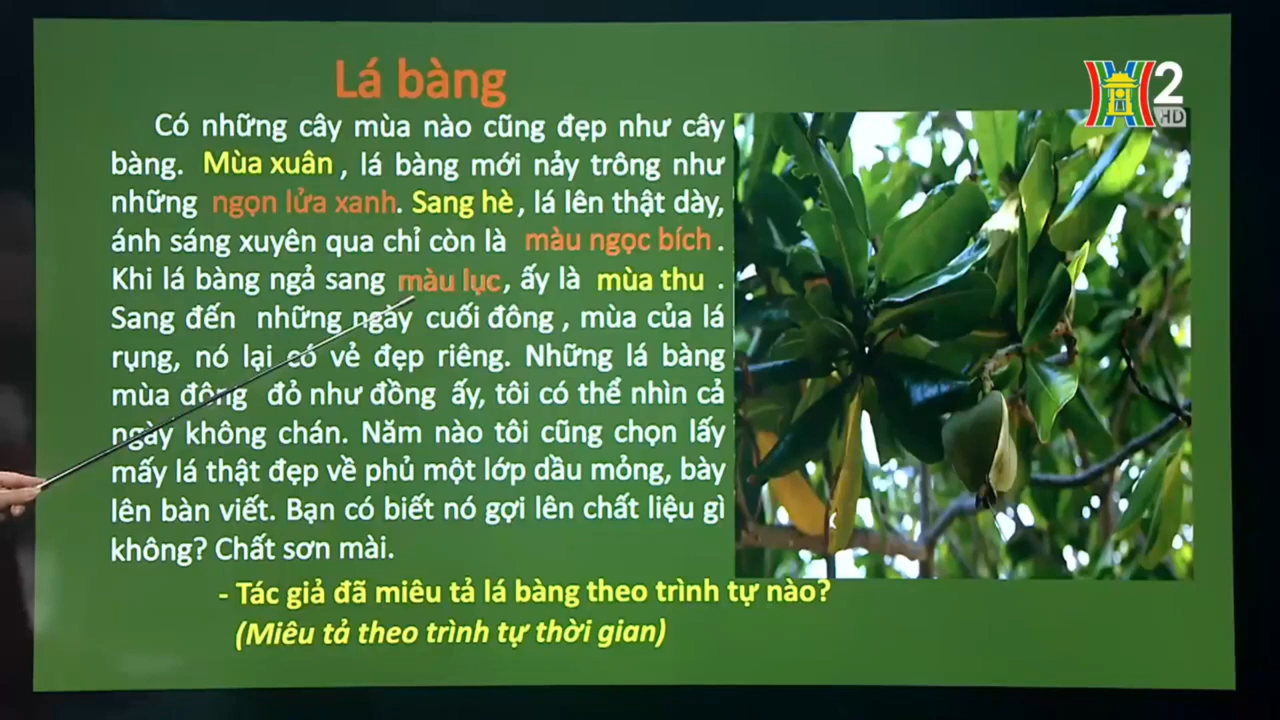 Lá bàng
2
HD
Có những cây mùa nào cũng đẹp như cây
bàng. Mùa xuân, lá bàng mới nảy trông như
những ngọn lửa xanh. Sang hè, lá lên thật dày,
ánh sáng xuyên qua chỉ còn là màu ngọc bích.
Khi lá bàng ngả sang màu lục, ấy là mùa thu.
Sang đến những ngày cuối đông, mùa của lá
rụng, nó lại có vẻ đẹp riêng. Những lá bàng
mùa đông đỏ như đồng ấy, tôi có thể nhìn cả
ngày không chán. Năm nào tôi cũng chọn lấy
mấy lá thật đẹp về phủ một lớp dầu mỏng, bày
lên bàn viết. Bạn có biết nó gợi lên chất liệu gì
không? Chất sơn mài.
- Tác giả đã miêu tả lá bàng theo trình tự nào?
(Miêu tả theo trình tự thời gian)